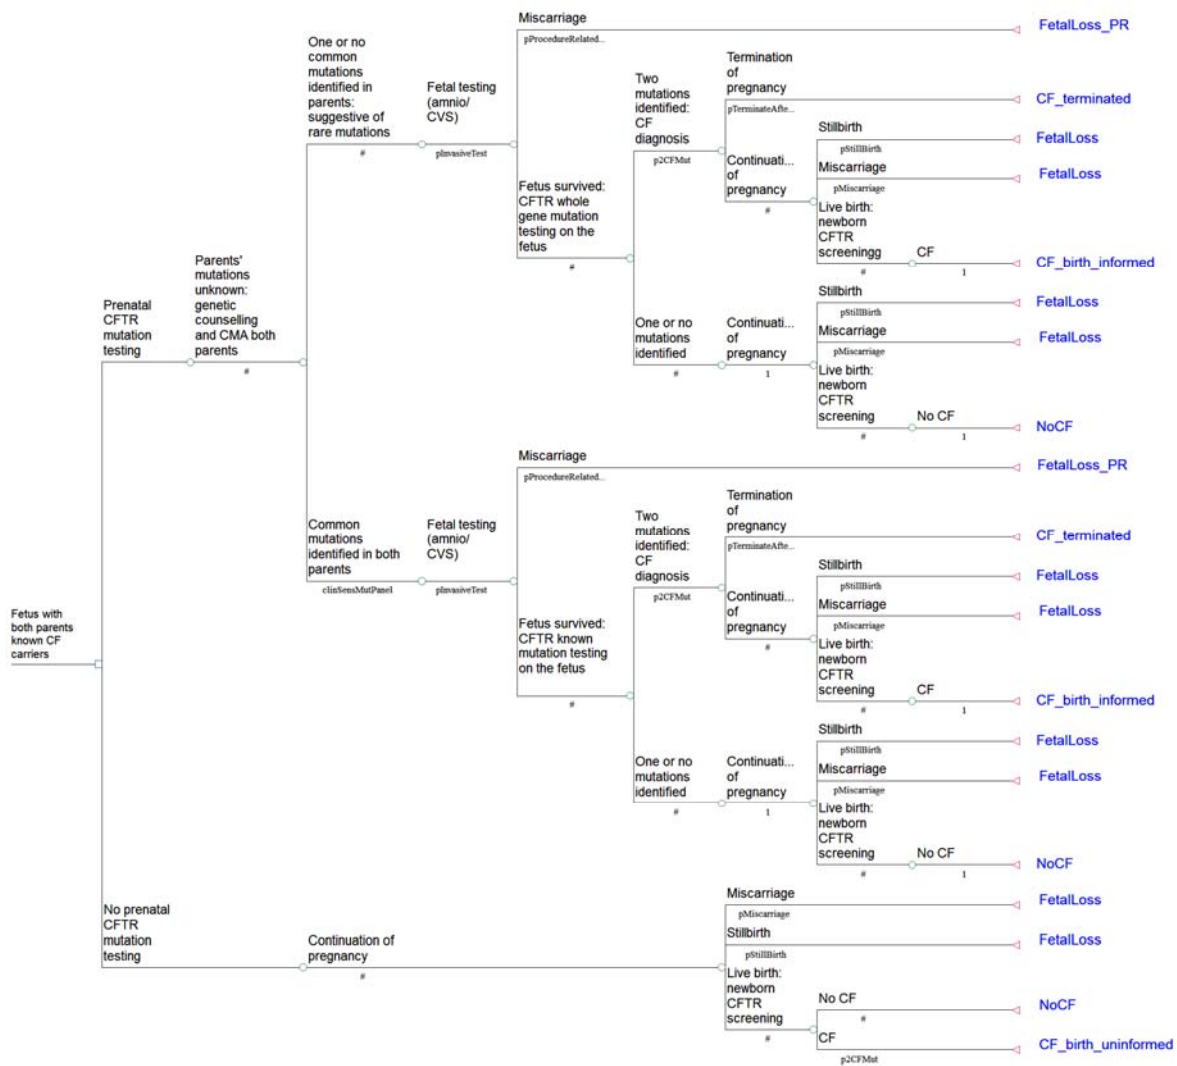 Miscarriage
pProcedureRelated...
FetalLoss_PR
One or no
common
mutations
identified in
parents:
suggestive of
rare mutations
#
Fetal testing
(amnio/
CVS)
pInvasiveTest
Two
mutations
identified:
CF
diagnosis
p2CFMut
Termination
of
pregnancy
pTerminateAfte...
CF_terminated
Stillbirth
pStillBirth
FetalLoss
Continuati...
of
pregnancy
#
Miscarriage
pMiscarriage
FetalLoss
Fetus survived:
CFTR whole
gene mutation
testing on the
fetus
#
Live birth:
newborn
CFTR
screeningg
#
CF
1
CF_birth_informed
Parents'
mutations
unknown:
genetic
counselling
and CMA both
parents
#
Prenatal
CFTR
mutation
testing
One or no
mutations
identified
#
Continuati...
of
pregnancy
1
Stillbirth
pStillBirth
FetalLoss
Miscarriage
pMiscarriage
FetalLoss
Live birth:
newborn
CFTR
screening
#
No CF
1
NoCF
Miscarriage
pProcedureRelated...
FetalLoss_PR
Common
mutations
identified in both
parents
clinSensMutPanel
Fetal testing
(amnio/
CVS)
pInvasiveTest
Two
mutations
identified:
CF
diagnosis
p2CFMut
Termination
of
pregnancy
pTerminateAfte...
CF_terminated
Stillbirth
pStillBirth
FetalLoss
Continuati...
of
pregnancy
#
Miscarriage
pMiscarriage
FetalLoss
Fetus with
both parents
known CF
carriers
Fetus survived:
CFTR known
mutation testing
on the fetus
#
Live birth:
newborn
CFTR
screening
#
CF
1
CF_birth_informed
One or no
mutations
identified
#
Continuati...
of
pregnancy
1
Stillbirth
pStillBirth
FetalLoss
Miscarriage
pMiscarriage
FetalLoss
Live birth:
newborn
CFTR
screening
#
No CF
1
NoCF
No prenatal
CFTR
mutation
testing
Continuation of
pregnancy
#
Miscarriage
pMiscarriage
FetalLoss
Stillbirth
pStillBirth
FetalLoss
Live birth:
newborn
CFTR
screening
#
No CF
#
NoCF
CF
p2CFMut
CF_birth_uninformed